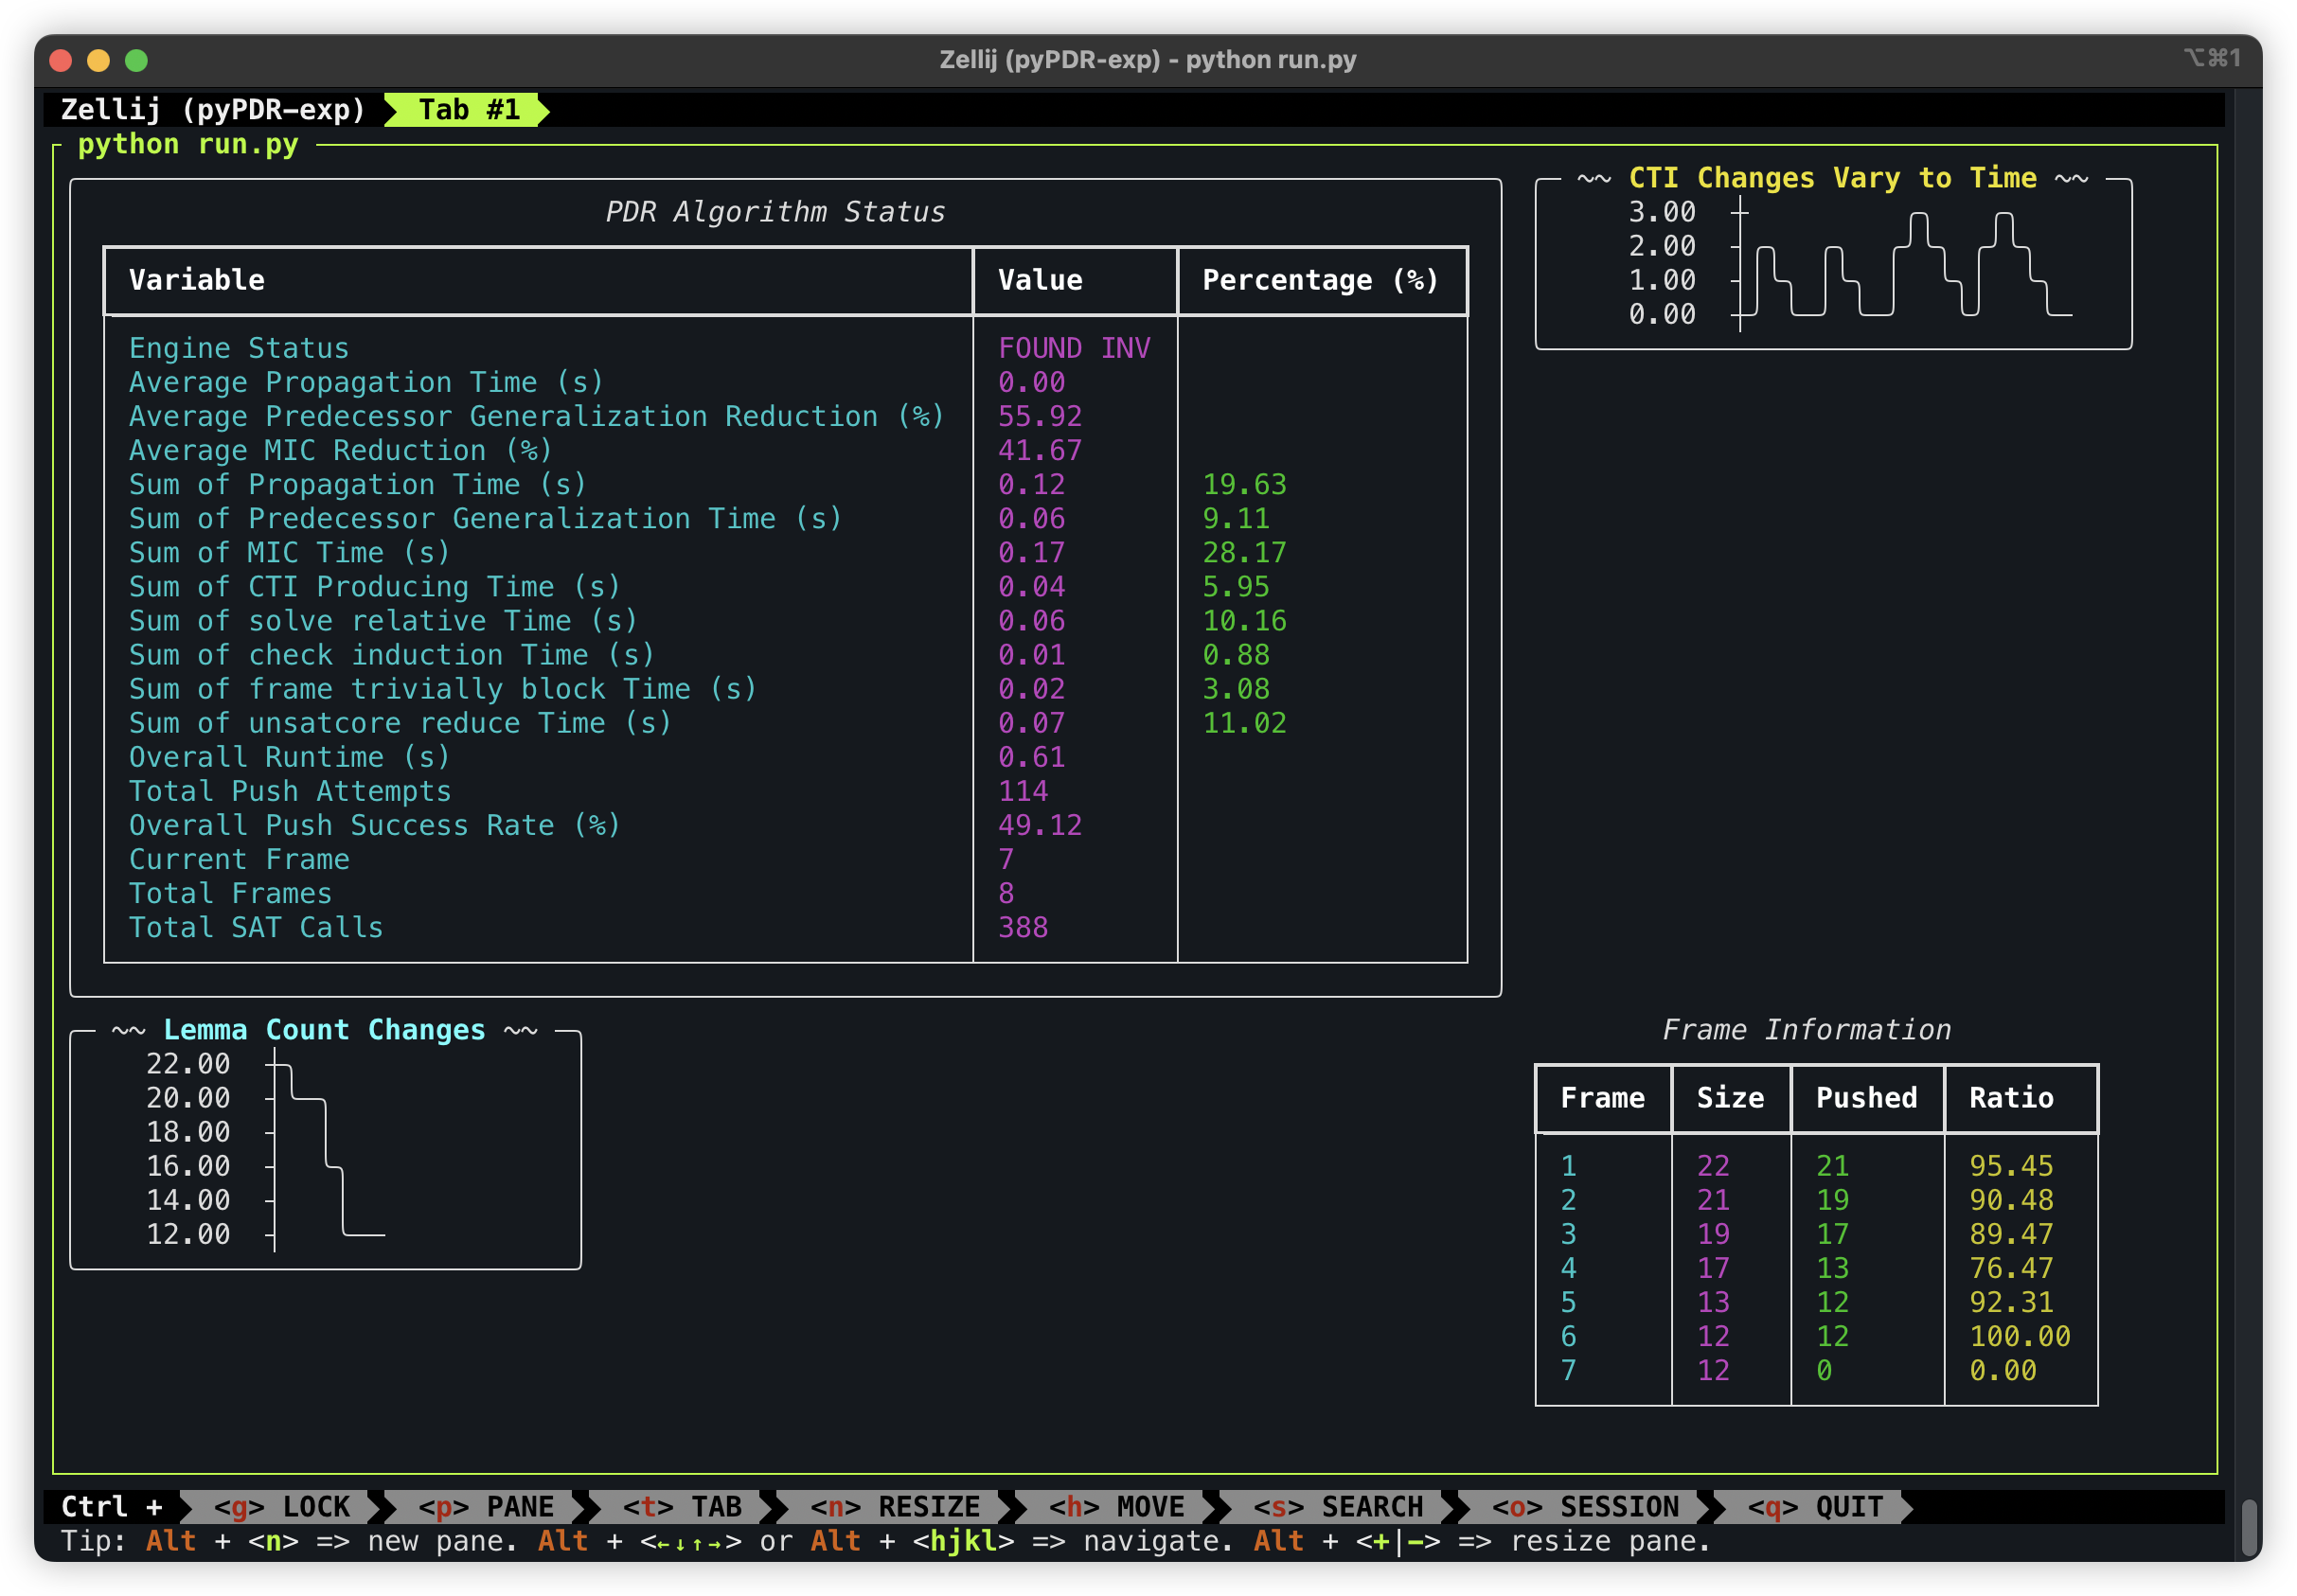 Zellij (pyPDR-exp) - python run.py
⌥⌘1
Zellij (pyPDR-exp) Tab #1
python run.py
PDR Algorithm Status
Variable Value Percentage (%)
Engine Status FOUND INV
Average Propagation Time (s) 0.00
Average Predecessor Generalization Reduction (%) 55.92
Average MIC Reduction (%) 41.67
Sum of Propagation Time (s) 0.12 19.63
Sum of Predecessor Generalization Time (s) 0.06 9.11
Sum of MIC Time (s) 0.17 28.17
Sum of CTI Producing Time (s) 0.04 5.95
Sum of solve relative Time (s) 0.06 10.16
Sum of check induction Time (s) 0.01 0.88
Sum of frame trivially block Time (s) 0.02 3.08
Sum of unsatcore reduce Time (s) 0.07 11.02
Overall Runtime (s) 0.61
Total Push Attempts 114
Overall Push Success Rate (%) 49.12
Current Frame 7
Total Frames 8
Total SAT Calls 388
~~ CTI Changes Vary to Time ~~
3.00
2.00
1.00
0.00
~~ Lemma Count Changes ~~
22.00
20.00
18.00
16.00
14.00
12.00
Frame Information
Frame Size Pushed Ratio
1 22 21 95.45
2 21 19 90.48
3 19 17 89.47
4 17 13 76.47
5 13 12 92.31
6 12 12 100.00
7 12 0 0.00
Ctrl + <g> LOCK <p> PANE <t> TAB <n> RESIZE <h> MOVE <s> SEARCH <o> SESSION <q> QUIT
Tip: Alt + <n> => new pane. Alt + <←↓↑→> or Alt + <hjkl> => navigate. Alt + <+|-> => resize pane.